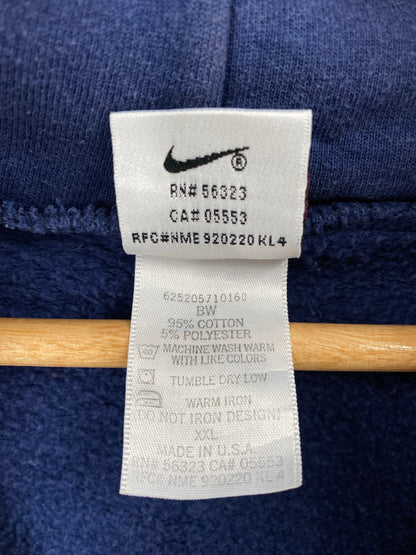 ®
RN# 56323
CA# 05553
RFC#NME 920220 KL4
625205710160
BW
95% COTTON
5% POLYESTER
MACHINE WASH WARM
WITH LIKE COLORS
TUMBLE DRY LOW
WARM IRON
(DO NOT IRON DESIGN)
XXL
MADE IN U.S.A.
RN# 56323 CA# 05553
RFC# NME 920220 KL4